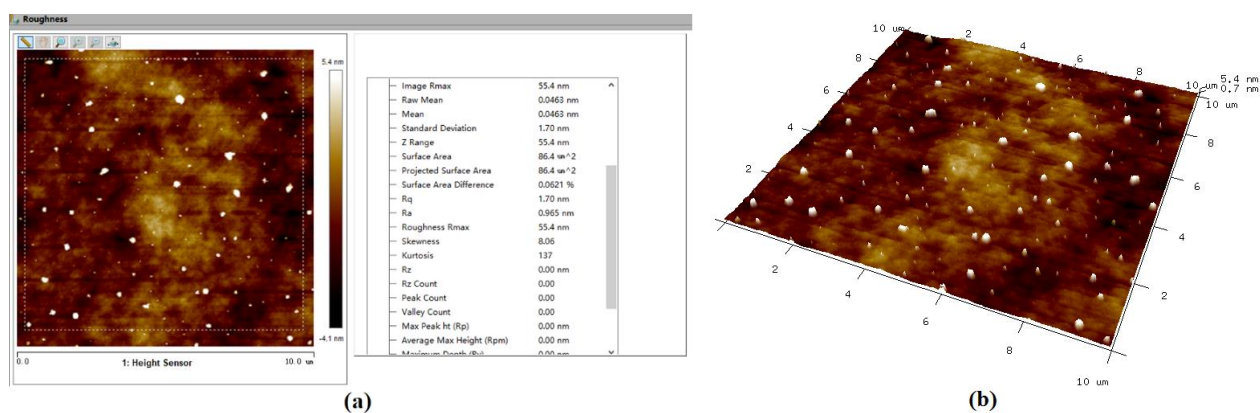 Roughness
5.4 nm
-4.1 nm
0.0
1: Height Sensor
10.0 um
Image Rmax 55.4 nm
Raw Mean 0.0463 nm
Mean 0.0463 nm
Standard Deviation 1.70 nm
Z Range 55.4 nm
Surface Area 86.4 um^2
Projected Surface Area 86.4 um^2
Surface Area Difference 0.0621 %
Rq 1.70 nm
Ra 0.965 nm
Roughness Rmax 55.4 nm
Skewness 8.06
Kurtosis 137
Rz 0.00 nm
Rz Count 0.00
Peak Count 0.00
Valley Count 0.00
Max Peak ht (Rp) 0.00 nm
Average Max Height (Rpm) 0.00 nm
Maximum Depth (Rv) 0.00 nm
(a)
10 um
2
4
6
8
10 um
5.4 nm
0.7 nm
10 um
8
6
4
2
8
6
4
2
2
4
6
8
10 um
(b)